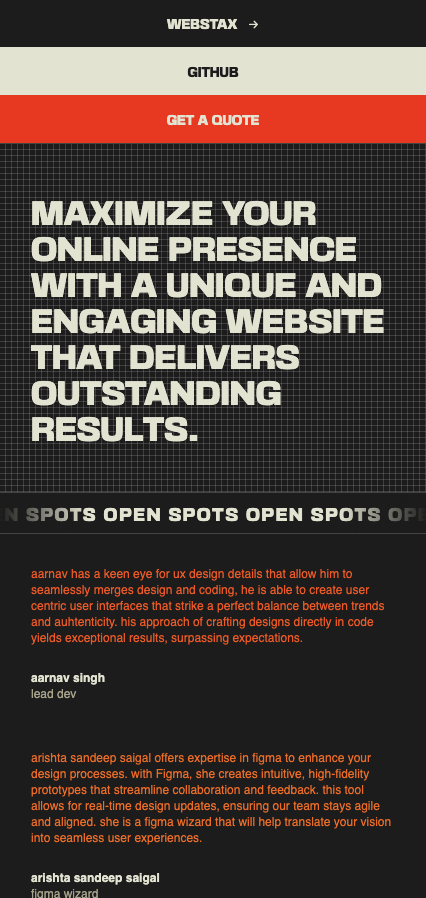 WEBSTAX →
GITHUB
GET A QUOTE
MAXIMIZE YOUR
ONLINE PRESENCE
WITH A UNIQUE AND
ENGAGING WEBSITE
THAT DELIVERS
OUTSTANDING
RESULTS.
N SPOTS OPEN SPOTS OPEN SPOTS OPE
aarnav has a keen eye for ux design details that allow him to
seamlessly merges design and coding, he is able to create user
centric user interfaces that strike a perfect balance between trends
and auhtenticity. his approach of crafting designs directly in code
yields exceptional results, surpassing expectations.
aarnav singh
lead dev
arishta sandeep saigal offers expertise in figma to enhance your
design processes. with Figma, she creates intuitive, high-fidelity
prototypes that streamline collaboration and feedback. this tool
allows for real-time design updates, ensuring our team stays agile
and aligned. she is a figma wizard that will help translate your vision
into seamless user experiences.
arishta sandeep saigal
figma wizard